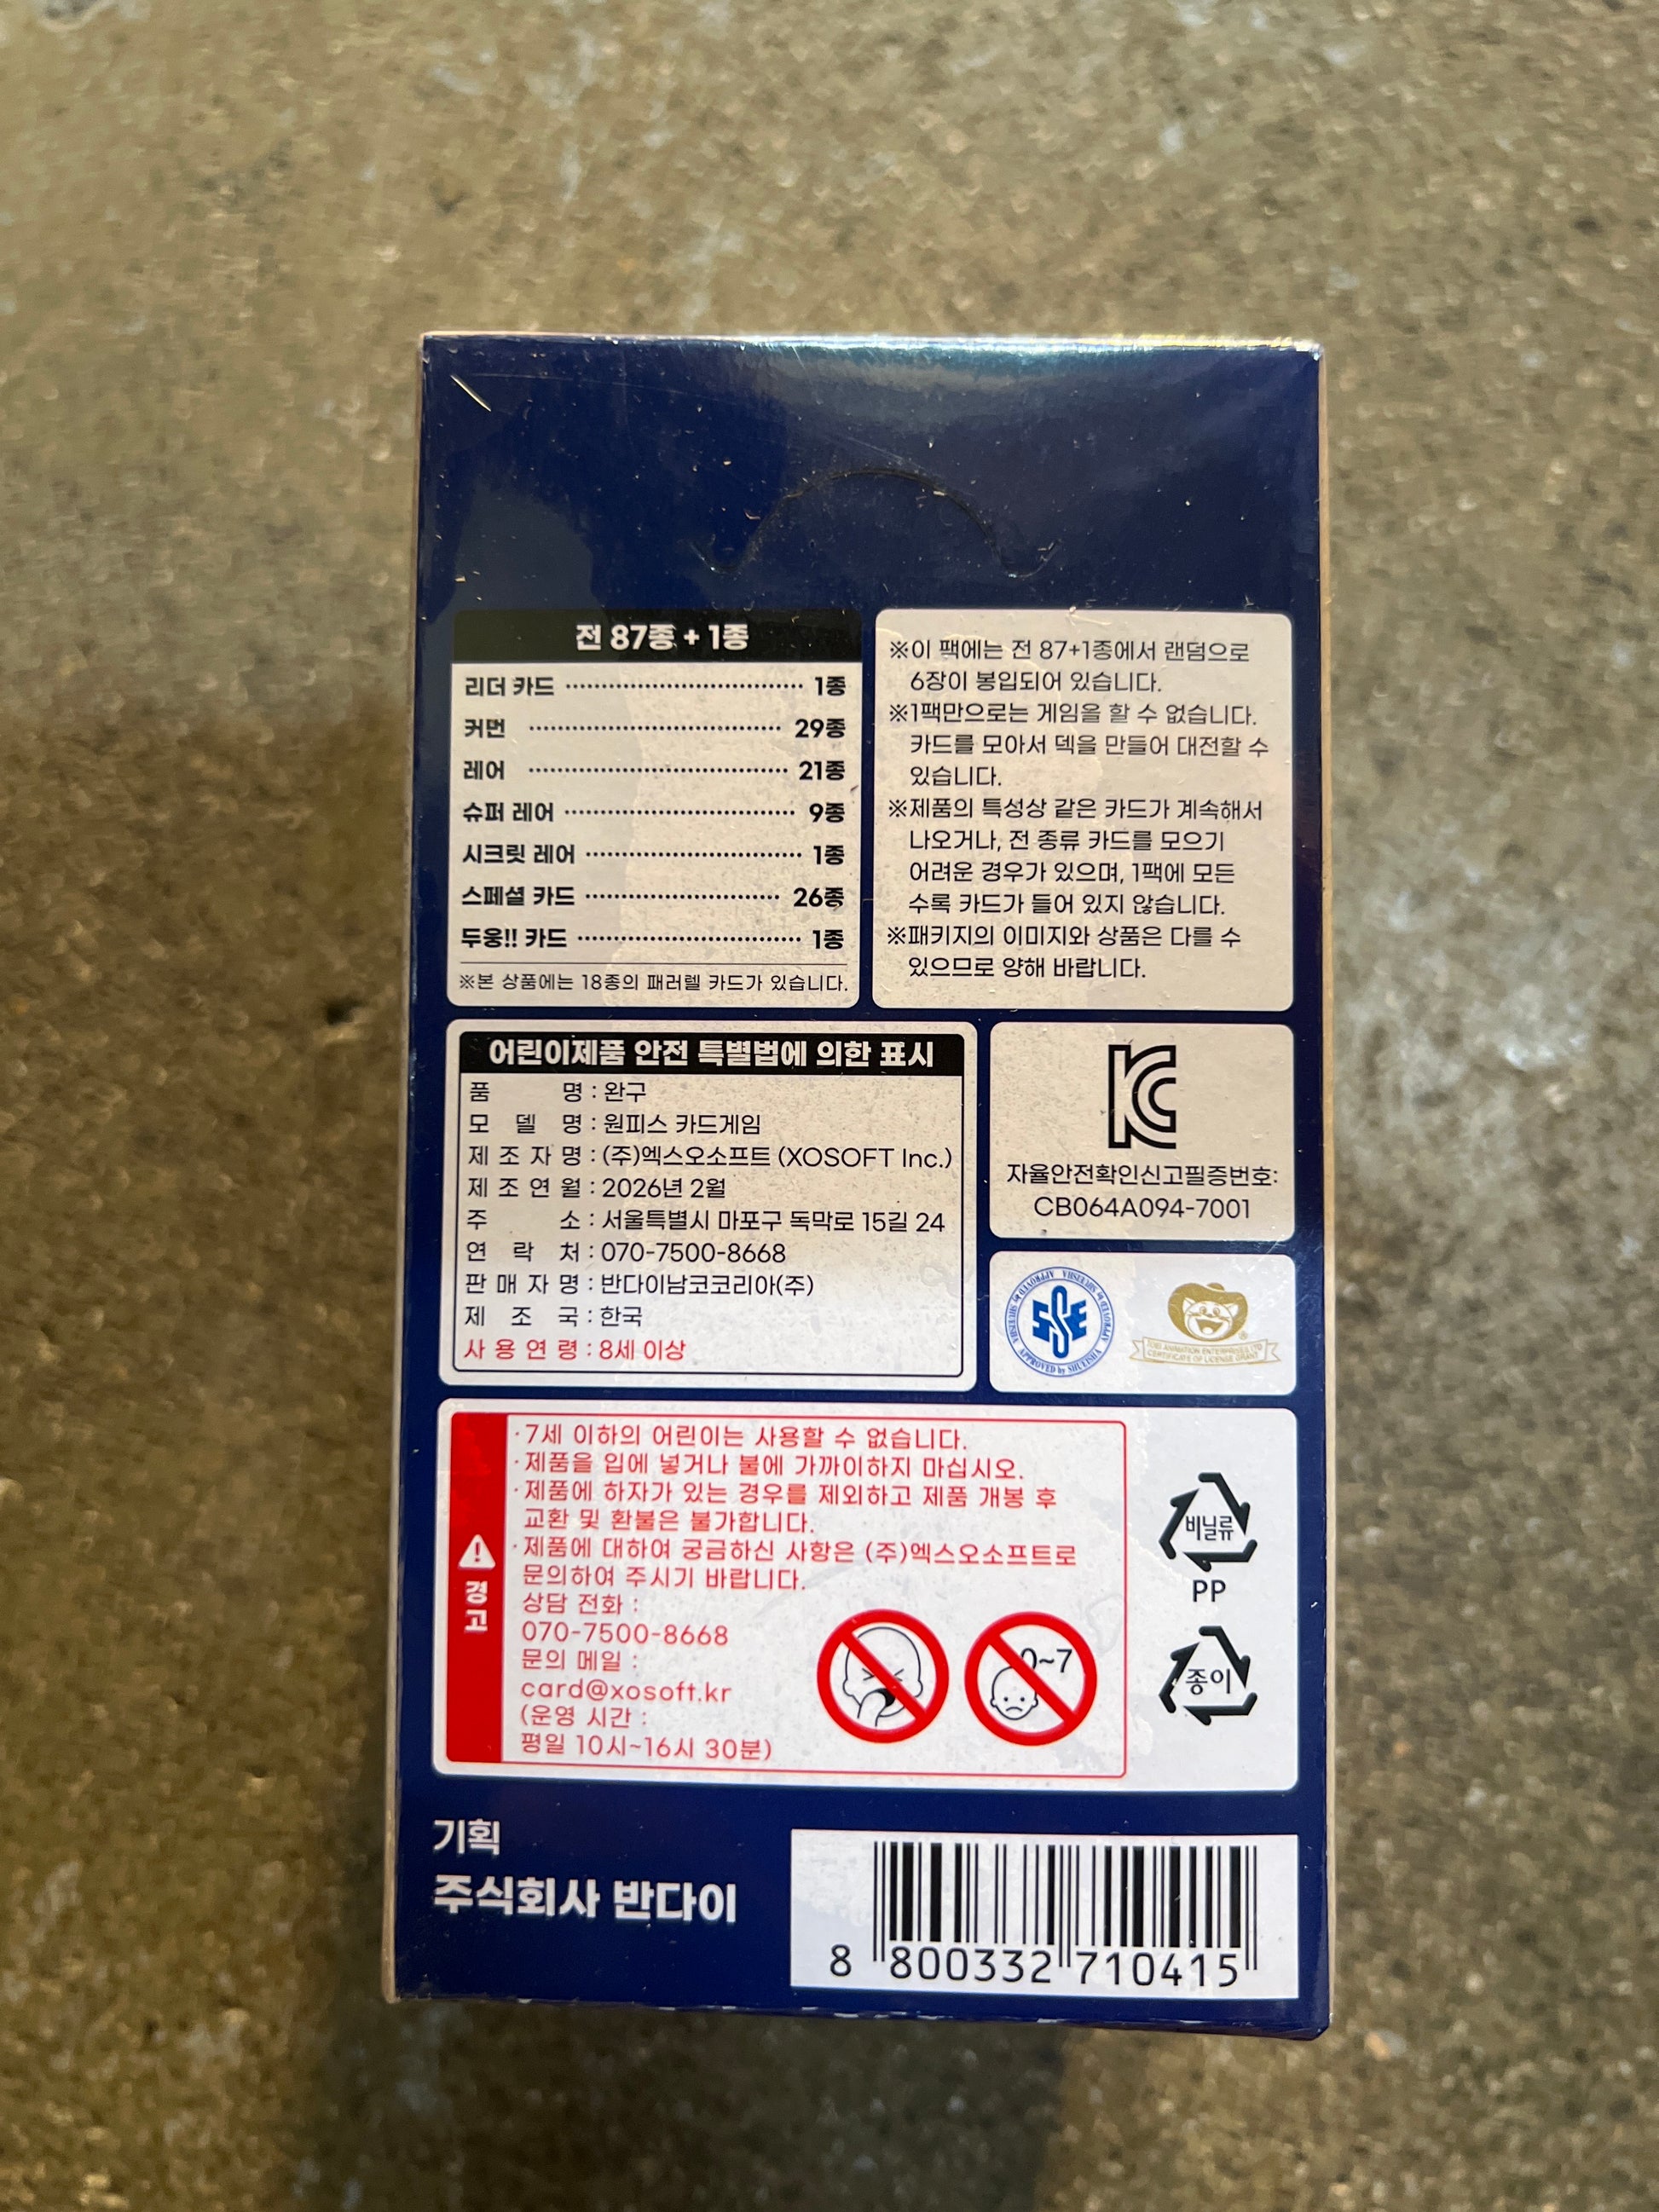 전 87종 + 1종
리더 카드 ························ 1종
커먼 ························ 29종
레어 ························ 21종
슈퍼 레어 ························ 9종
시크릿 레어 ························ 1종
스페셜 카드 ························ 26종
두웅!! 카드 ························ 1종
※본 상품에는 18종의 패러렐 카드가 있습니다.
※이 팩에는 전 87+1종에서 랜덤으로
6장이 봉입되어 있습니다.
※1팩만으로는 게임을 할 수 없습니다.
카드를 모아서 덱을 만들어 대전할 수
있습니다.
※제품의 특성상 같은 카드가 계속해서
나오거나, 전 종류 카드를 모으기
어려운 경우가 있으며, 1팩에 모든
수록 카드가 들어 있지 않습니다.
※패키지의 이미지와 상품은 다를 수
있으므로 양해 바랍니다.
어린이제품 안전 특별법에 의한 표시
품 명 : 완구
모 델 명 : 원피스 카드게임
제 조 자 명 : (주)엑스오소프트 (XOSOFT Inc.)
제 조 연 월 : 2026년 2월
주 소 : 서울특별시 마포구 독막로 15길 24
연 락 처 : 070-7500-8668
판 매 자 명 : 반다이남코코리아(주)
제 조 국 : 한국
사 용 연 령 : 8세 이상
KC
자율안전확인신고필증번호:
CB064A094-7001
APPROVED by SHUEISHA APPROVED by SHUEISHA APPROVED by SHUEISHA
TOEI ANIMATION ENTERPRISES LTD
CERTIFICATE OF LICENSE GRANT
경고
·7세 이하의 어린이는 사용할 수 없습니다.
·제품을 입에 넣거나 불에 가까이하지 마십시오.
·제품에 하자가 있는 경우를 제외하고 제품 개봉 후
교환 및 환불은 불가합니다.
·제품에 대하여 궁금하신 사항은 (주)엑스오소프트로
문의하여 주시기 바랍니다.
상담 전화 :
070-7500-8668
문의 메일 :
card@xosoft.kr
(운영 시간 :
평일 10시~16시 30분)
0~7
비닐류
PP
종이
기획
주식회사 반다이
8 800332 710415